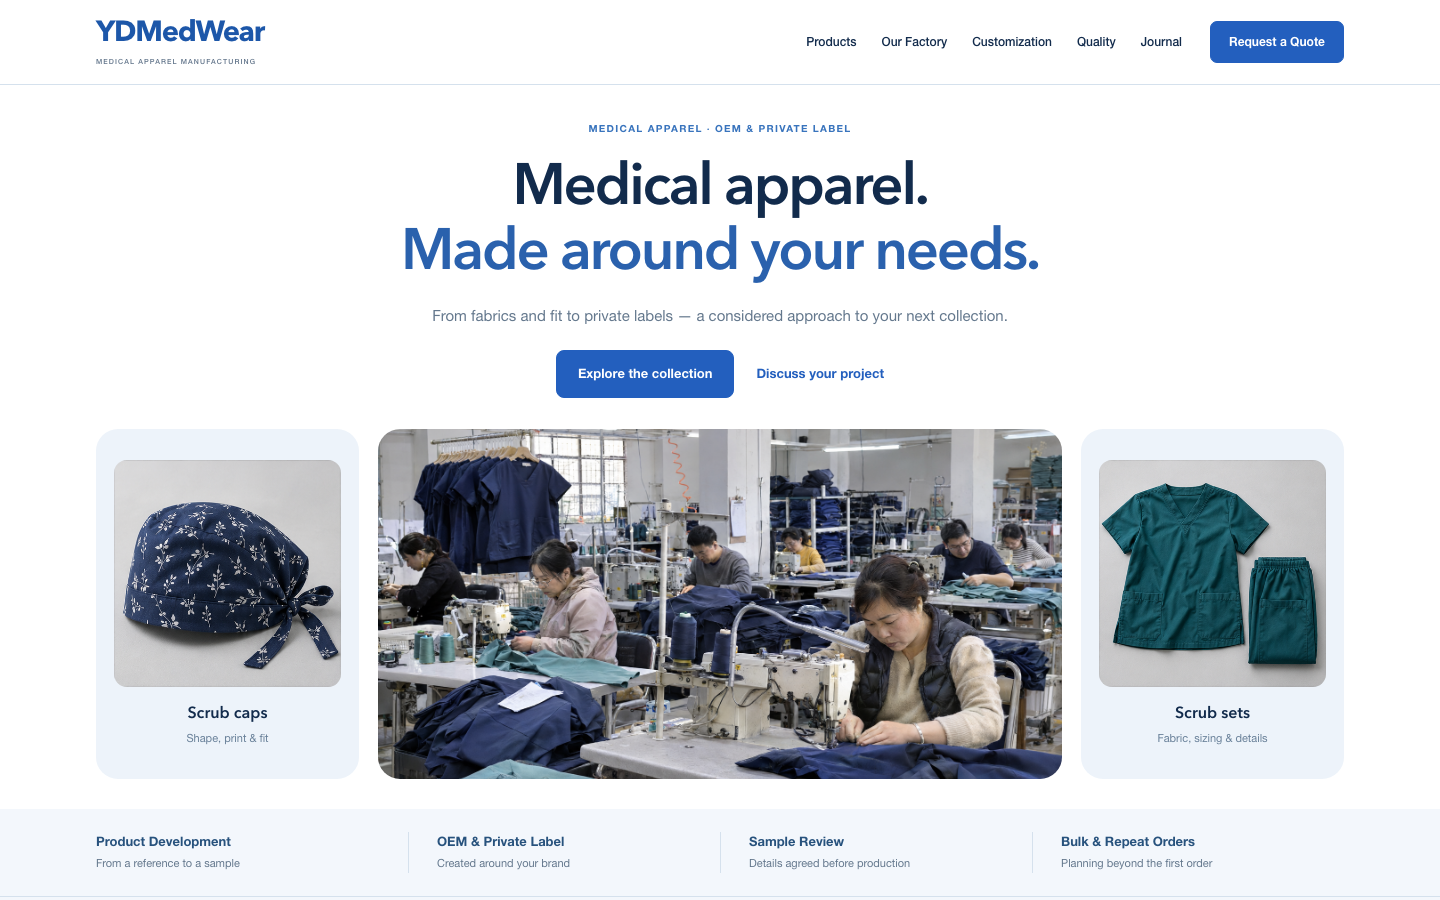 YDMedWear
MEDICAL APPAREL MANUFACTURING
Products
Our Factory
Customization
Quality
Journal
Request a Quote
MEDICAL APPAREL · OEM & PRIVATE LABEL
Medical apparel.
Made around your needs.
From fabrics and fit to private labels — a considered approach to your next collection.
Explore the collection
Discuss your project
Scrub caps
Shape, print & fit
Scrub sets
Fabric, sizing & details
Product Development
From a reference to a sample
OEM & Private Label
Created around your brand
Sample Review
Details agreed before production
Bulk & Repeat Orders
Planning beyond the first order